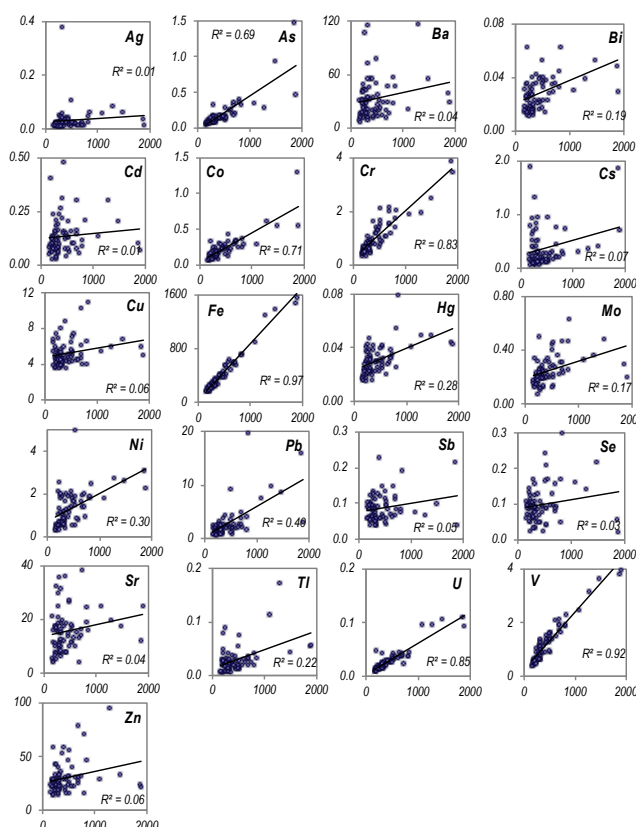 Ag
R² = 0.01
0.4
0.2
0.0
0 1000 2000
As
R² = 0.69
1.5
1.0
0.5
0.0
0 1000 2000
Ba
R² = 0.04
120
90
60
30
0
0 1000 2000
Bi
R² = 0.19
0.08
0.04
0.00
0 1000 2000
Cd
R² = 0.01
0.50
0.25
0.00
0 1000 2000
Co
R² = 0.71
1.5
1.0
0.5
0.0
0 1000 2000
Cr
R² = 0.83
4
2
0
0 1000 2000
Cs
R² = 0.07
2.0
1.0
0.0
0 1000 2000
Cu
R² = 0.06
12
9
6
3
0
0 1000 2000
Fe
R² = 0.97
1600
800
0
0 1000 2000
Hg
R² = 0.28
0.08
0.04
0.00
0 1000 2000
Mo
R² = 0.17
0.80
0.40
0.00
0 1000 2000
Ni
R² = 0.30
4
2
0
0 1000 2000
Pb
R² =
20
10
0
0 1000 2000
Sb
R² = 0.05
0.3
0.2
0.1
0.0
0 1000 2000
Se
R² = 0.03
0.3
0.2
0.1
0.0
0 1000 2000
Sr
R² = 0.04
40
20
0
0 1000 2000
Tl
R² = 0.22
0.2
0.1
0.0
0 1000 2000
U
R² = 0.85
0.2
0.1
0.0
0 1000 2000
V
R² = 0.92
4
2
0
0 1000 2000
Zn
R² = 0.06
100
50
0
0 1000 2000